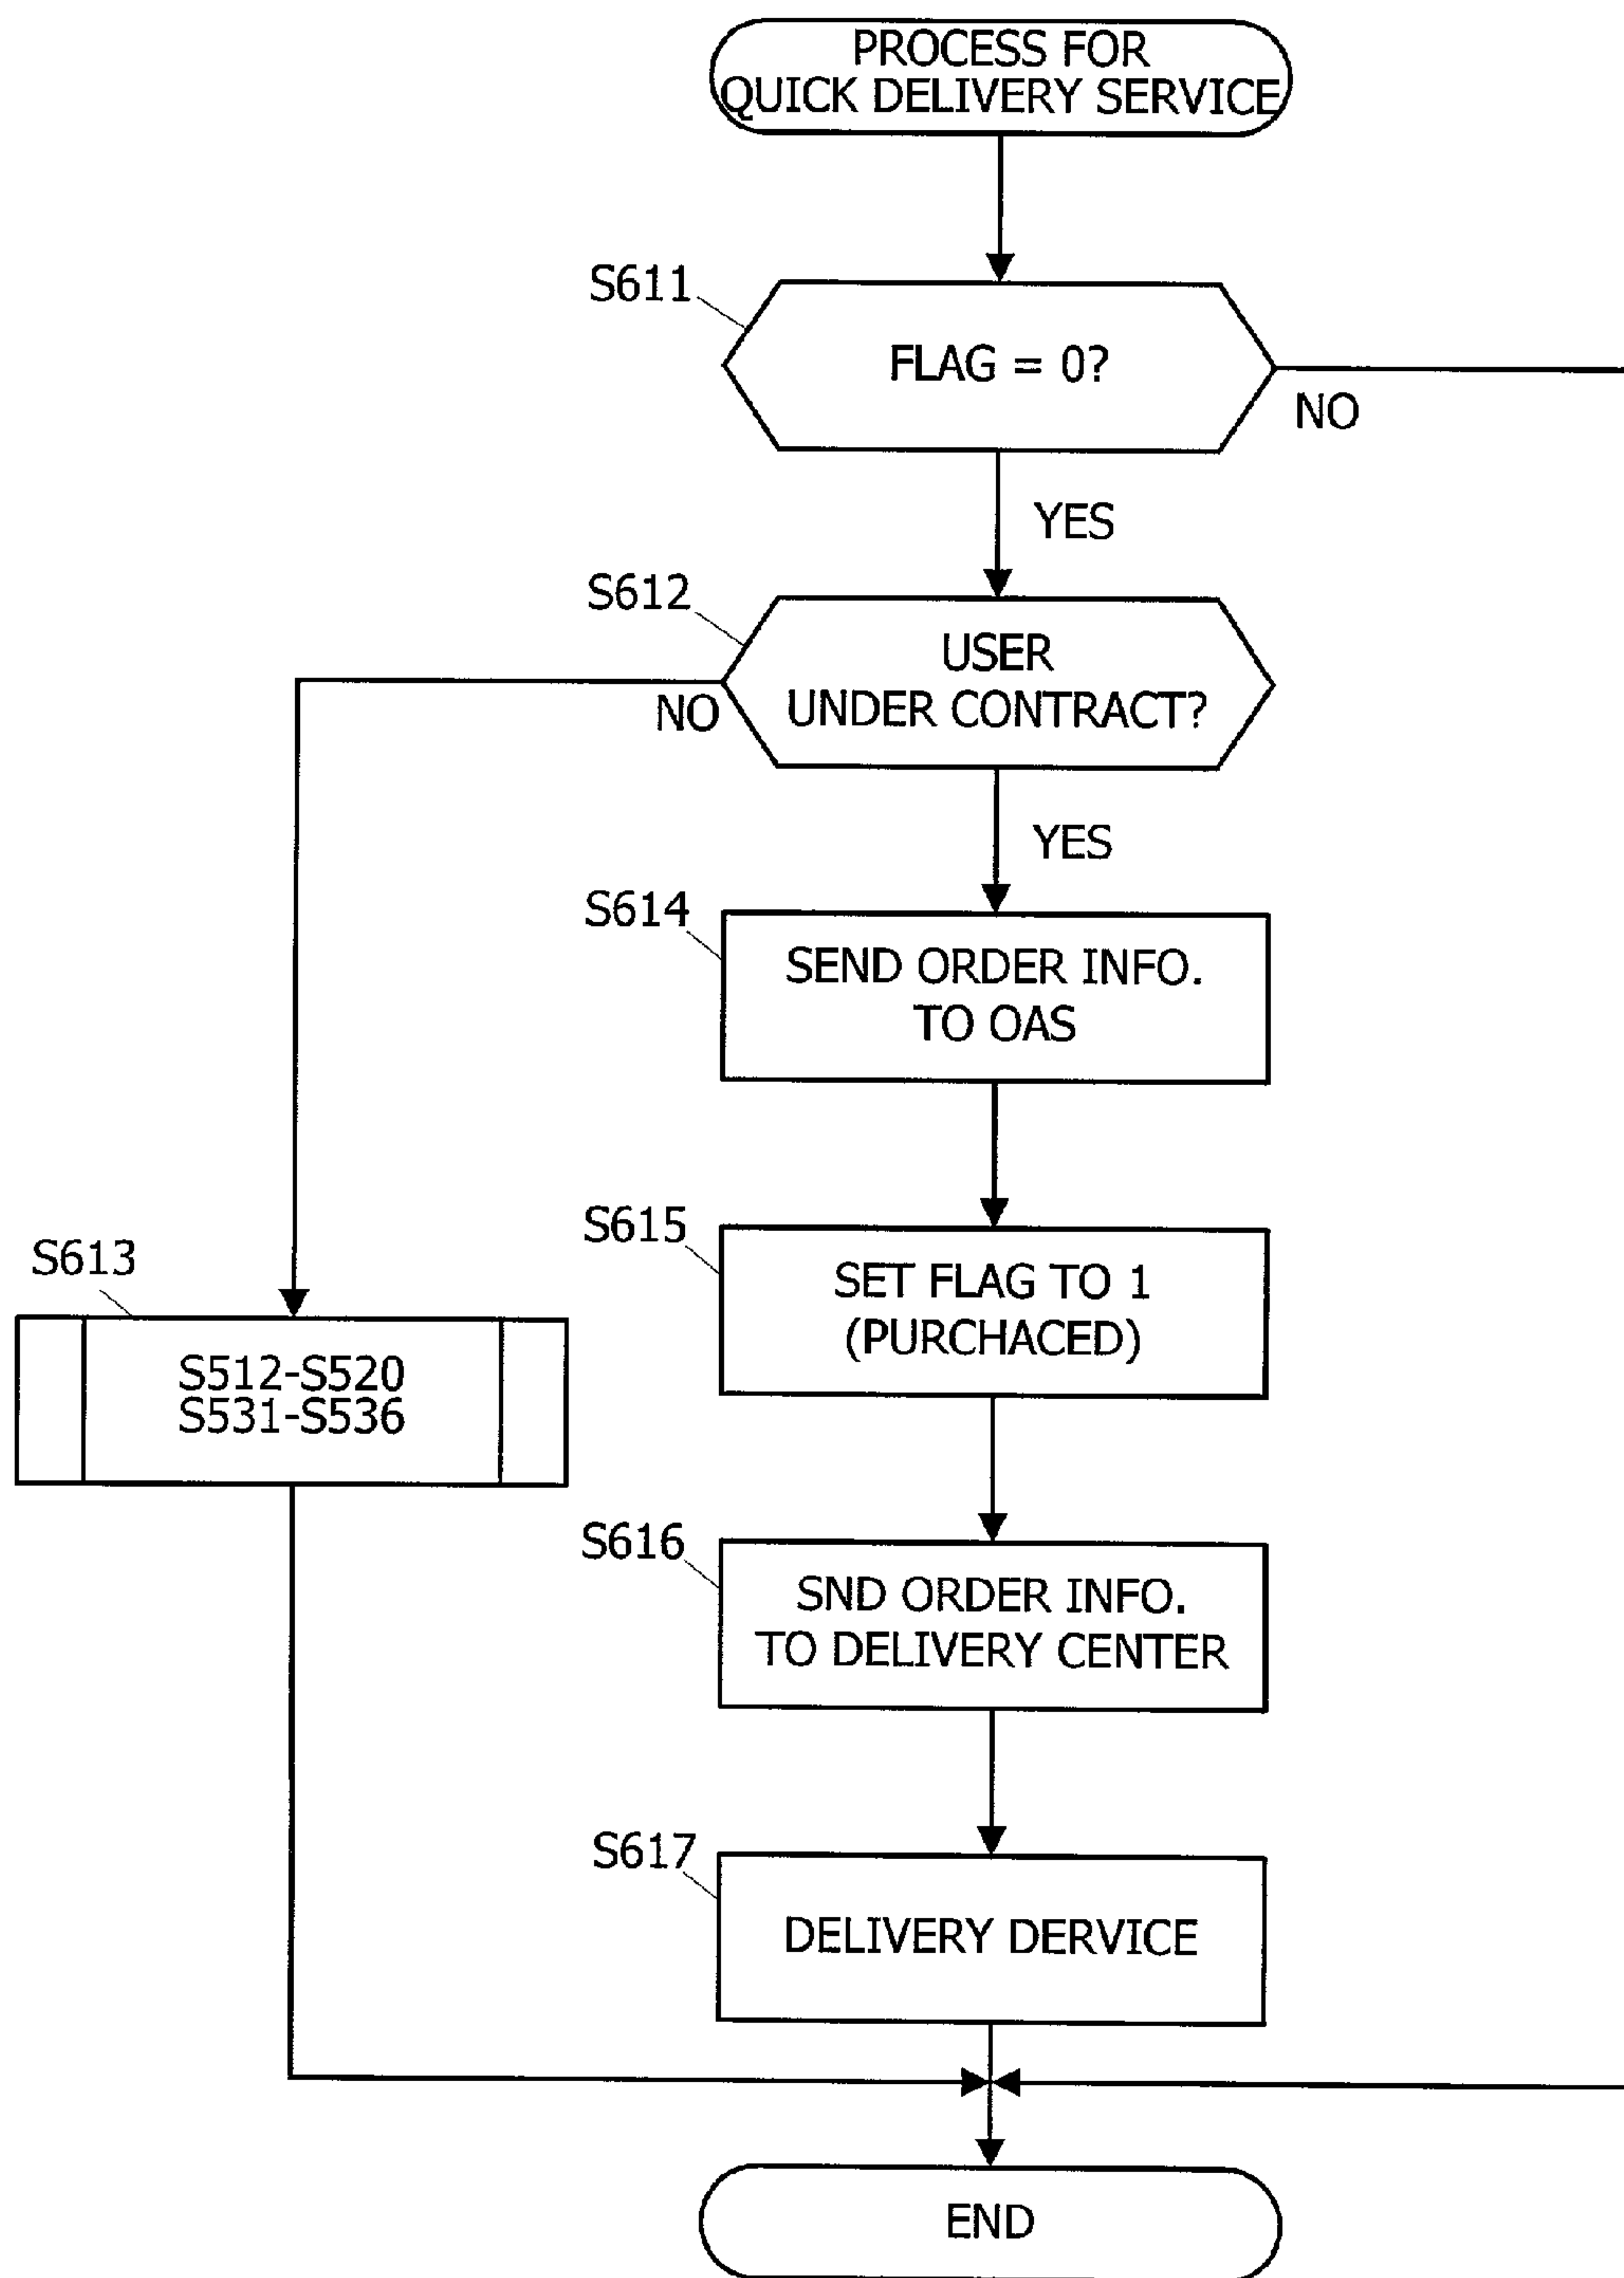 PROCESS FOR
QUICK DELIVERY SERVICE
S611
FLAG = 0?
NO
YES
S612
USER
UNDER CONTRACT?
NO
YES
S614
SEND ORDER INFO.
TO OAS
S615
SET FLAG TO 1
(PURCHACED)
S613
S512-S520
S531-S536
S616
SND ORDER INFO.
TO DELIVERY CENTER
S617
DELIVERY DERVICE
END